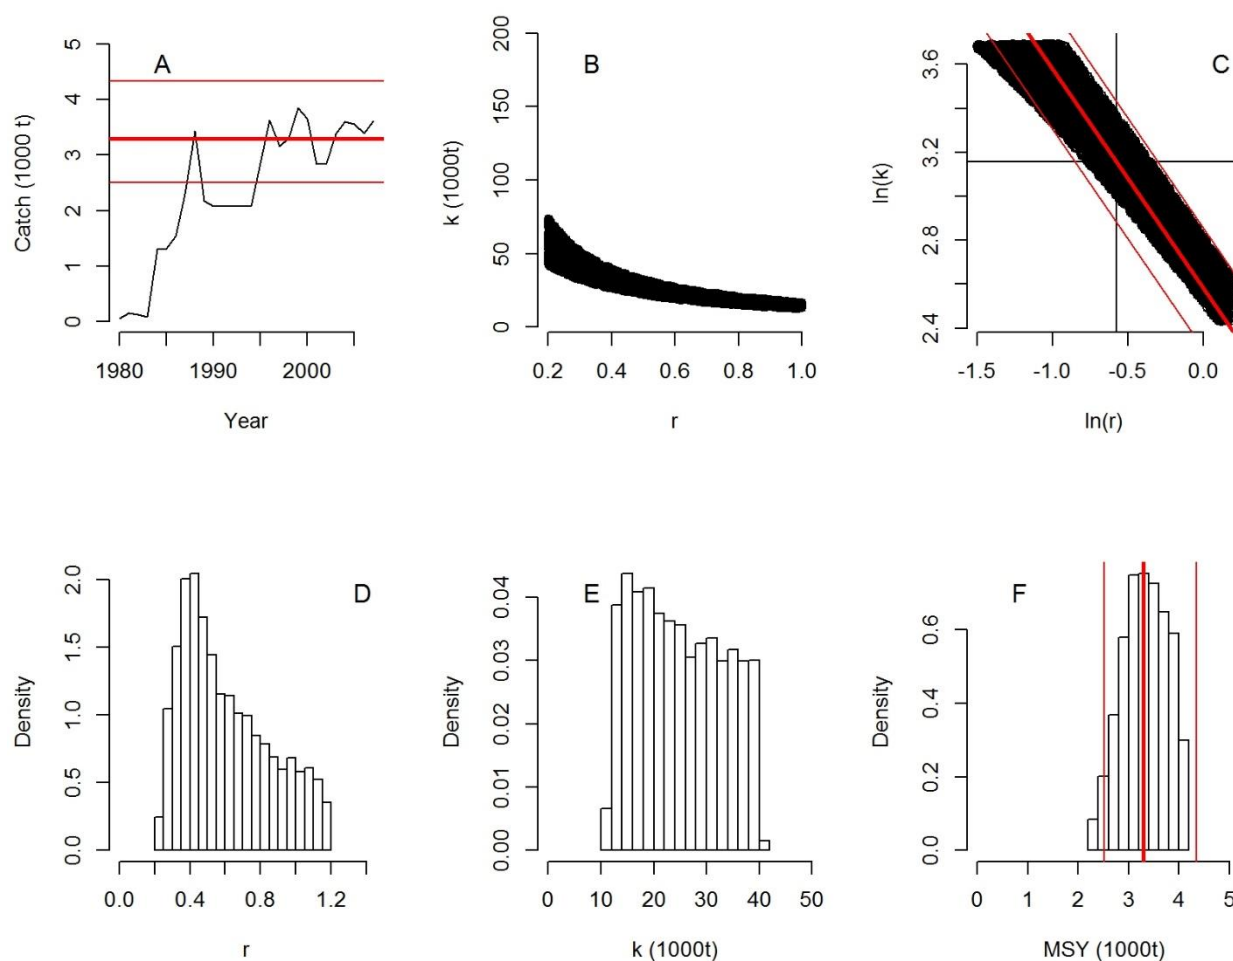 A
Catch (1000 t)
5
4
3
2
1
0
1980 1990 2000
Year
B
k (1000t)
200
150
100
50
0
0.2 0.4 0.6 0.8 1.0
r
C
ln(k)
3.6
3.2
2.8
2.4
-1.5 -1.0 -0.5 0.0
ln(r)
D
Density
2.0
1.5
1.0
0.5
0.0
0.0 0.4 0.8 1.2
r
E
Density
0.04
0.03
0.02
0.01
0.00
0 10 20 30 40 50
k (1000t)
F
Density
0.6
0.4
0.2
0.0
0 1 2 3 4 5
MSY (1000t)